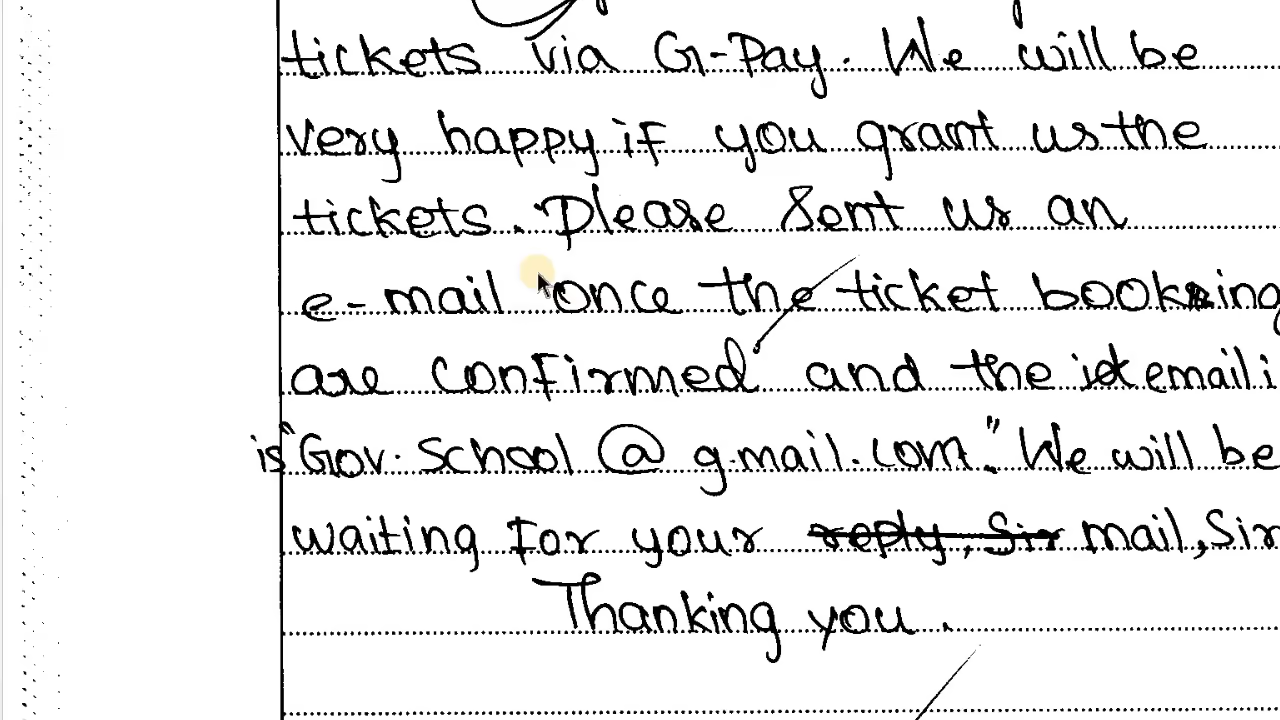 tickets via G-Pay. We will be
very happy if you grant us the
tickets. Please sent us an
e-mail once the ticket booking
are confirmed and the email i
is "Gov. School @ g.mail.com." We will be
waiting for your reply, Sir mail, Sir
Thanking you.